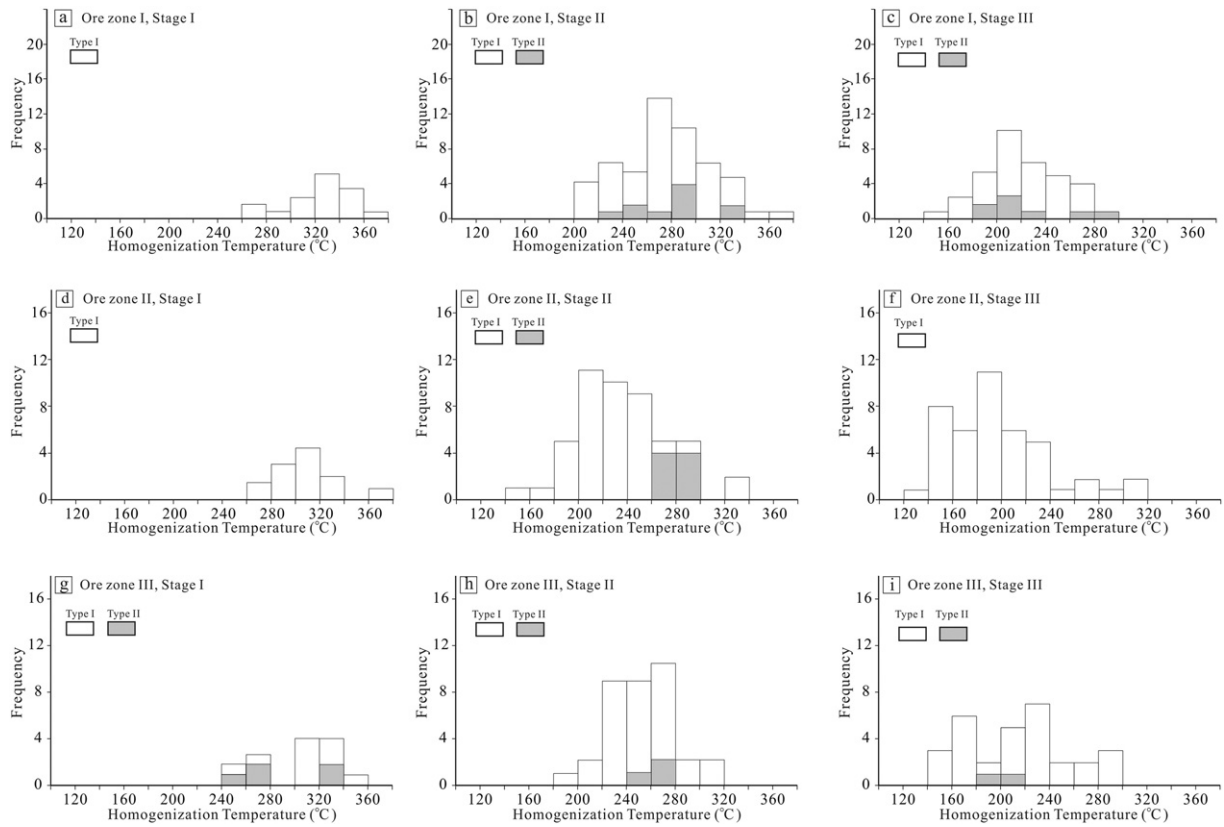 a Ore zone I, Stage I
Type I
Frequency
20
16
12
8
4
0
120 160 200 240 280 320 360
Homogenization Temperature (℃)
b Ore zone I, Stage II
Type I Type II
Frequency
20
16
12
8
4
0
120 160 200 240 280 320 360
Homogenization Temperature (℃)
c Ore zone I, Stage III
Type I Type II
Frequency
20
16
12
8
4
0
120 160 200 240 280 320 360
Homogenization Temperature (℃)
d Ore zone II, Stage I
Type I
Frequency
16
12
8
4
0
120 160 200 240 280 320 360
Homogenization Temperature (℃)
e Ore zone II, Stage II
Type I Type II
Frequency
16
12
8
4
0
120 160 200 240 280 320 360
Homogenization Temperature (℃)
f Ore zone II, Stage III
Type I
Frequency
16
12
8
4
0
120 160 200 240 280 320 360
Homogenization Temperature (℃)
g Ore zone III, Stage I
Type I Type II
Frequency
16
12
8
4
0
120 160 200 240 280 320 360
Homogenization Temperature (℃)
h Ore zone III, Stage II
Type I Type II
Frequency
16
12
8
4
0
120 160 200 240 280 320 360
Homogenization Temperature (℃)
i Ore zone III, Stage III
Type I Type II
Frequency
16
12
8
4
0
120 160 200 240 280 320 360
Homogenization Temperature (℃)